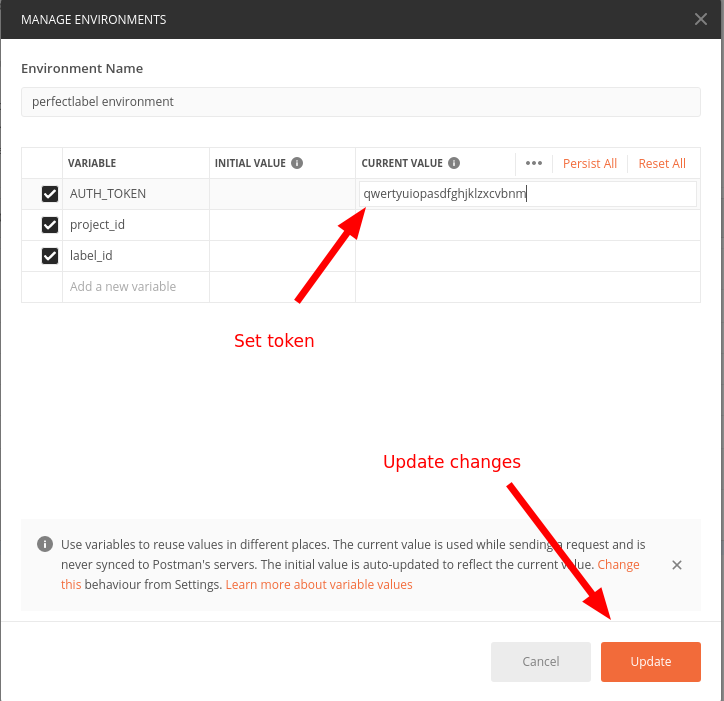 MANAGE ENVIRONMENTS
Environment Name
perfectlabel environment
VARIABLE INITIAL VALUE CURRENT VALUE Persist All Reset All
AUTH_TOKEN qwertyuiopasdfghjklzxcvbnm
project_id
label_id
Add a new variable
Set token
Update changes
Use variables to reuse values in different places. The current value is used while sending a request and is
never synced to Postman's servers. The initial value is auto-updated to reflect the current value. Change
this behaviour from Settings. Learn more about variable values
Cancel Update